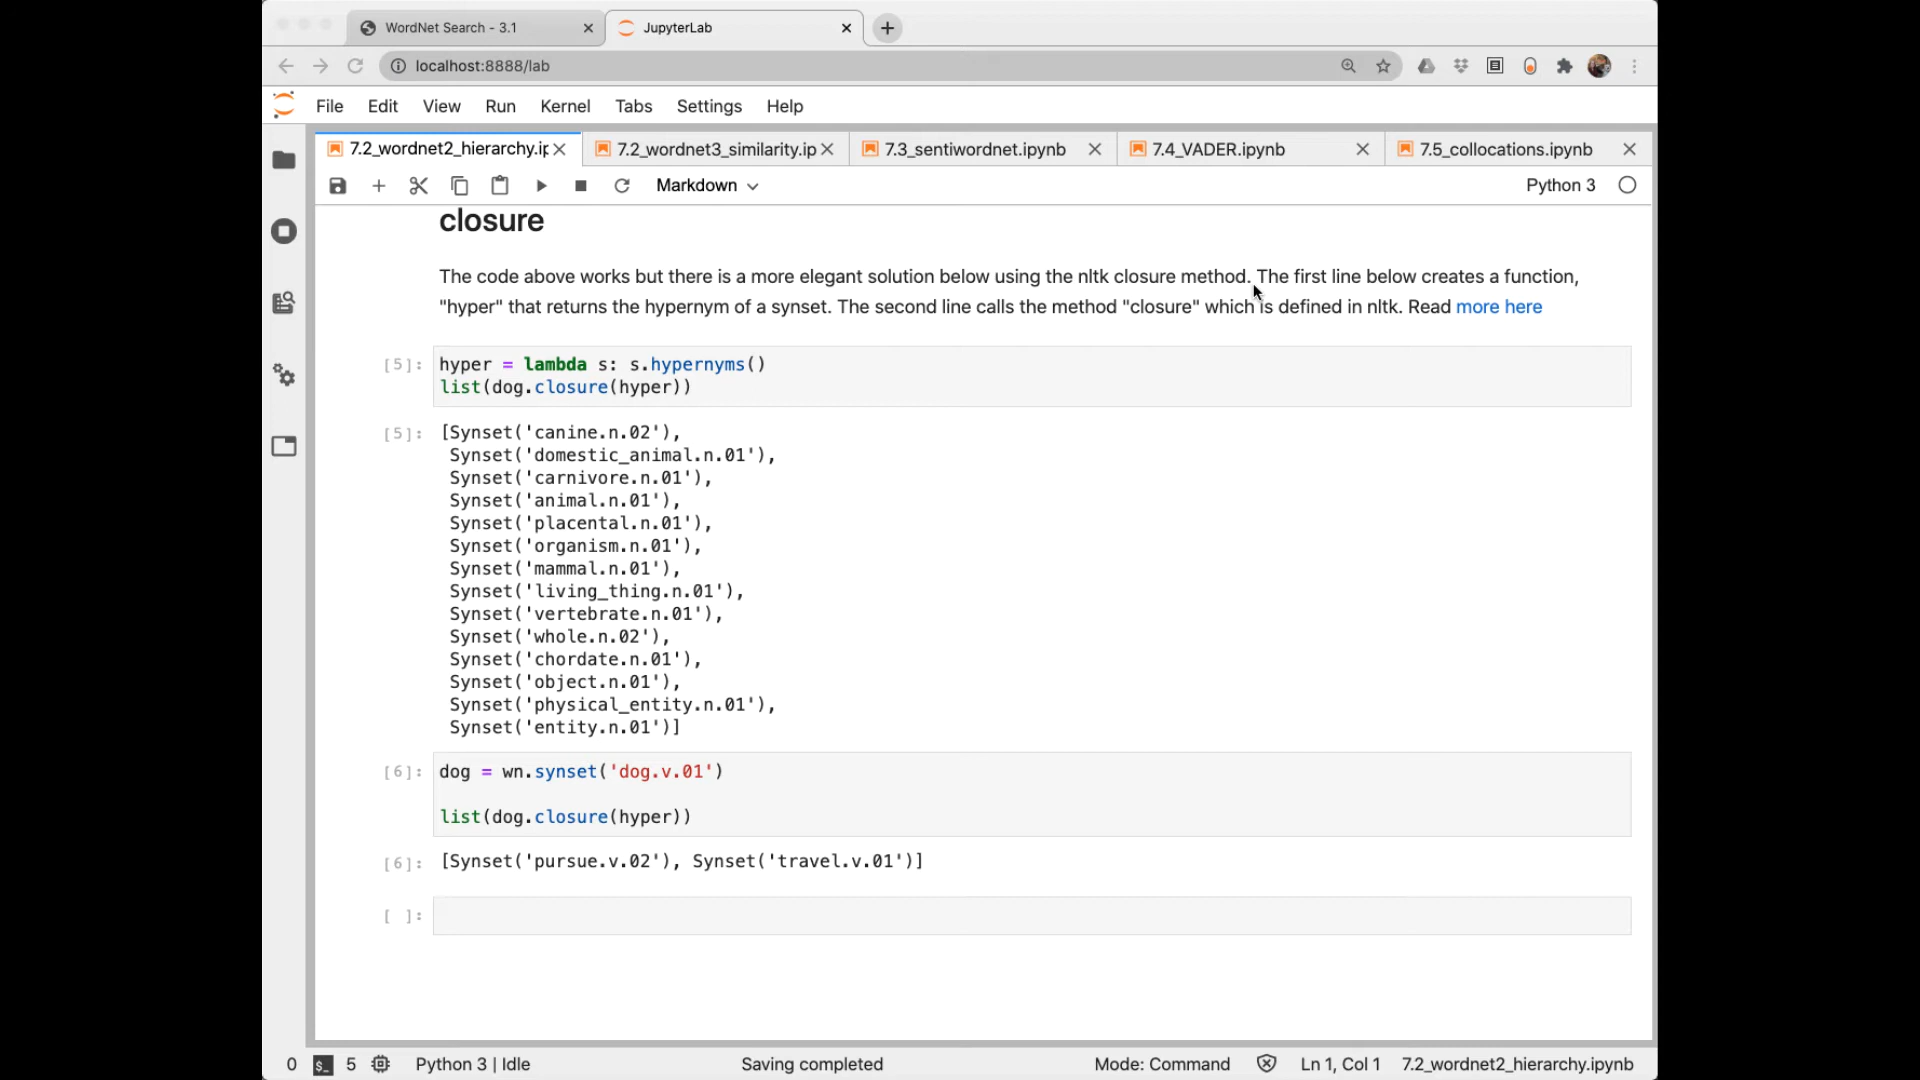 WordNet Search - 3.1
JupyterLab
localhost:8888/lab
File Edit View Run Kernel Tabs Settings Help
7.2_wordnet2_hierarchy.ip
7.2_wordnet3_similarity.ip
7.3_sentiwordnet.ipynb
7.4_VADER.ipynb
7.5_collocations.ipynb
Markdown
Python 3
closure
The code above works but there is a more elegant solution below using the nltk closure method. The first line below creates a function,
"hyper" that returns the hypernym of a synset. The second line calls the method "closure" which is defined in nltk. Read more here
[5]: hyper = lambda s: s.hypernyms()
list(dog.closure(hyper))
[5]: [Synset('canine.n.02'),
Synset('domestic_animal.n.01'),
Synset('carnivore.n.01'),
Synset('animal.n.01'),
Synset('placental.n.01'),
Synset('organism.n.01'),
Synset('mammal.n.01'),
Synset('living_thing.n.01'),
Synset('vertebrate.n.01'),
Synset('whole.n.02'),
Synset('chordate.n.01'),
Synset('object.n.01'),
Synset('physical_entity.n.01'),
Synset('entity.n.01')]
[6]: dog = wn.synset('dog.v.01')
list(dog.closure(hyper))
[6]: [Synset('pursue.v.02'), Synset('travel.v.01')]
[ ]:
0 $_ 5 Python 3 | Idle Saving completed Mode: Command Ln 1, Col 1 7.2_wordnet2_hierarchy.ipynb